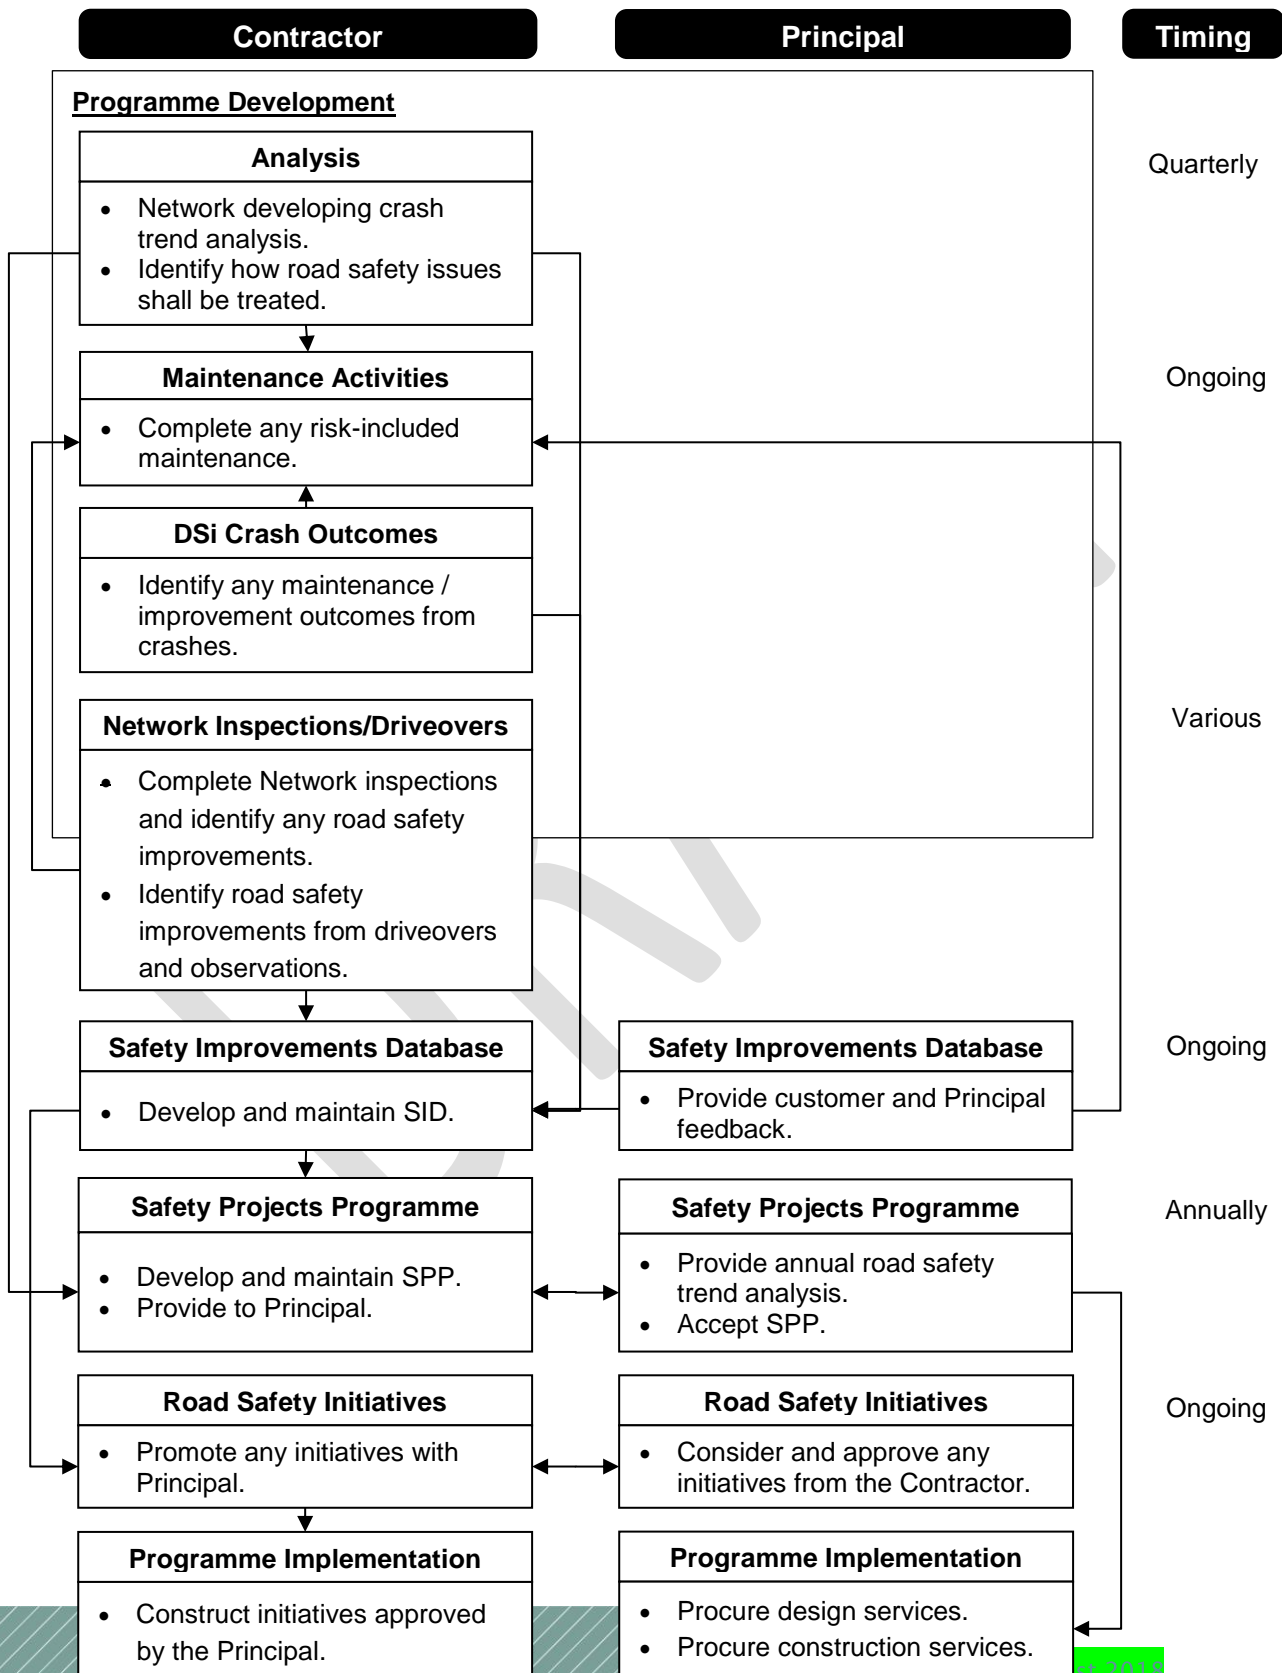 Contractor
Principal
Timing
Programme Development
Analysis
Quarterly
• Network developing crash
trend analysis.
• Identify how road safety issues
shall be treated.
Maintenance Activities
Ongoing
• Complete any risk-included
maintenance.
DSi Crash Outcomes
• Identify any maintenance /
improvement outcomes from
crashes.
Network Inspections/Driveovers
Various
• Complete Network inspections
and identify any road safety
improvements.
• Identify road safety
improvements from driveovers
and observations.
Safety Improvements Database
Safety Improvements Database
Ongoing
• Develop and maintain SID.
• Provide customer and Principal
feedback.
Safety Projects Programme
Safety Projects Programme
Annually
• Develop and maintain SPP.
• Provide to Principal.
• Provide annual road safety
trend analysis.
• Accept SPP.
Road Safety Initiatives
Road Safety Initiatives
Ongoing
• Promote any initiatives with
Principal.
• Consider and approve any
initiatives from the Contractor.
Programme Implementation
Programme Implementation
• Construct initiatives approved
by the Principal.
• Procure design services.
• Procure construction services.
2018